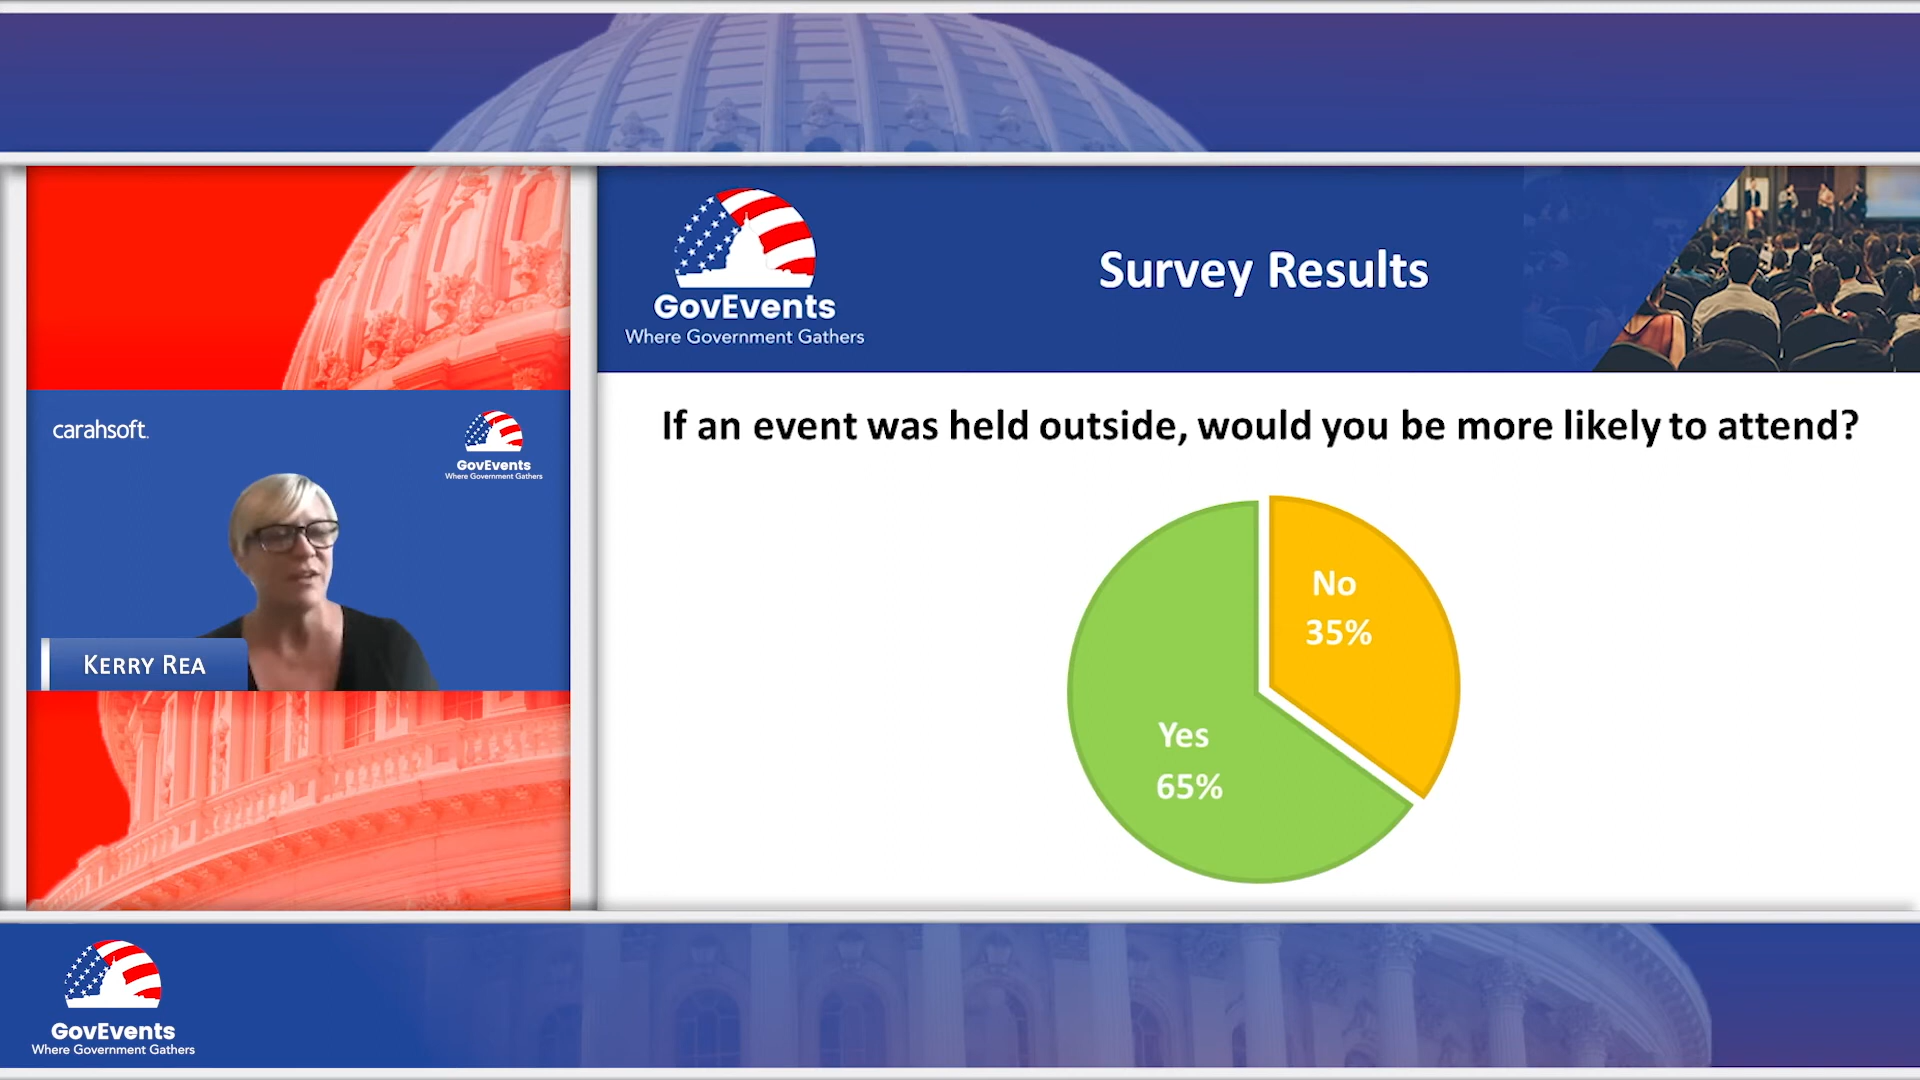 GovEvents
Where Government Gathers
Survey Results
carahsoft.
GovEvents
Where Government Gathers
KERRY REA
If an event was held outside, would you be more likely to attend?
No
35%
Yes
65%
GovEvents
Where Government Gathers